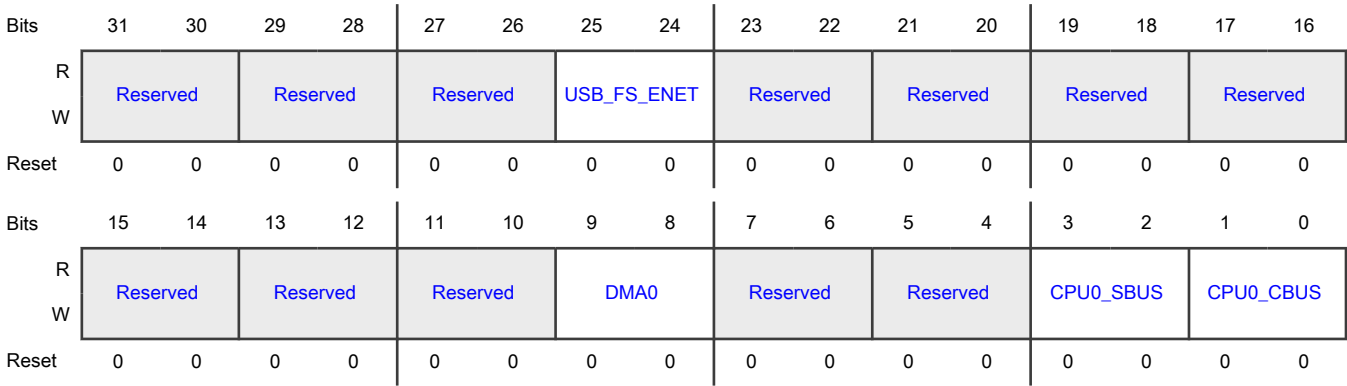 Bits 31 30 29 28 27 26 25 24 23 22 21 20 19 18 17 16
R
Reserved Reserved Reserved USB_FS_ENET Reserved Reserved Reserved Reserved
W
Reset 0 0 0 0 0 0 0 0 0 0 0 0 0 0 0 0
Bits 15 14 13 12 11 10 9 8 7 6 5 4 3 2 1 0
R
Reserved Reserved Reserved DMA0 Reserved Reserved CPU0_SBUS CPU0_CBUS
W
Reset 0 0 0 0 0 0 0 0 0 0 0 0 0 0 0 0